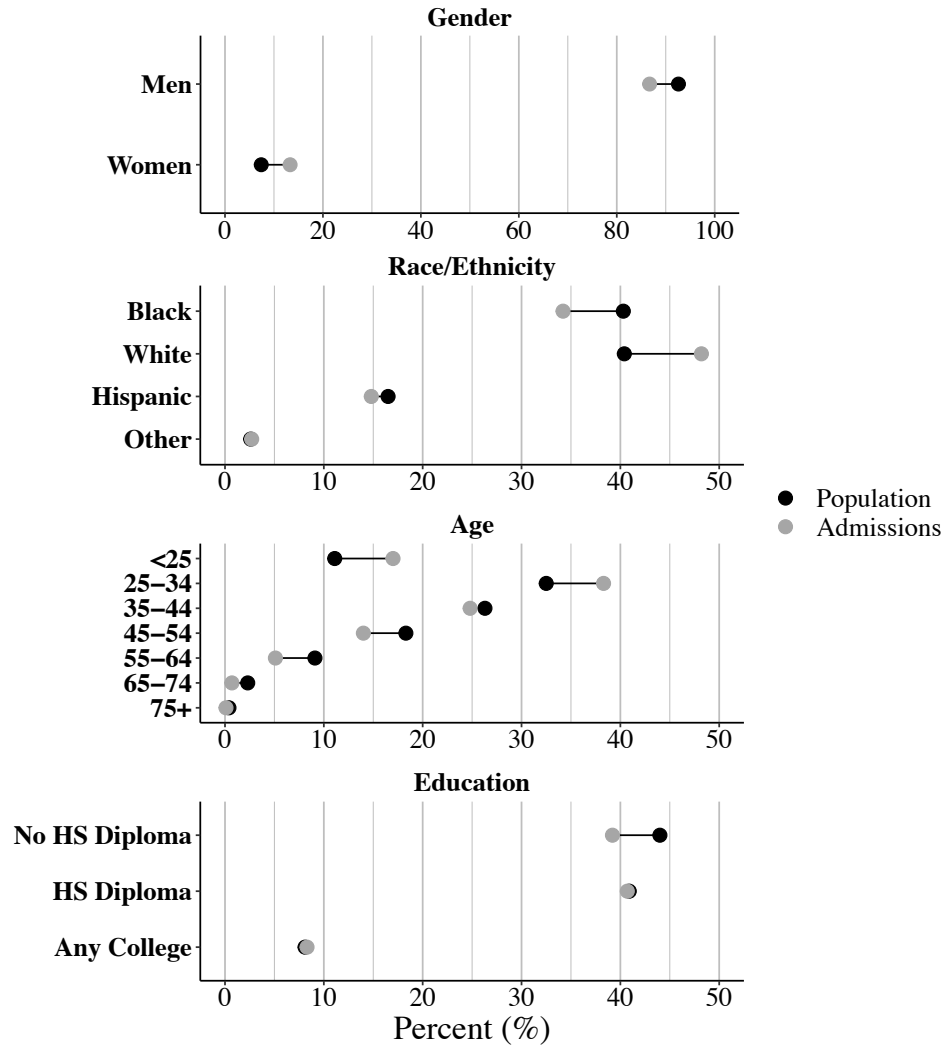 Gender
Men
Women
0 20 40 60 80 100
Race/Ethnicity
Black
White
Hispanic
Other
0 10 20 30 40 50
Population
Admissions
Age
<25
25−34
35−44
45−54
55−64
65−74
75+
0 10 20 30 40 50
Education
No HS Diploma
HS Diploma
Any College
0 10 20 30 40 50
Percent (%)